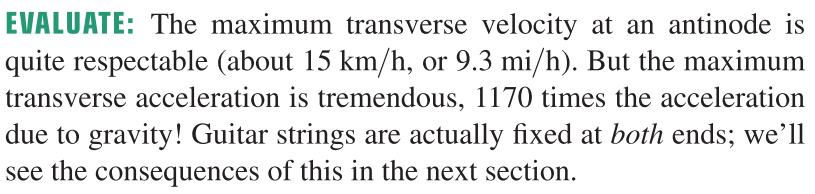 EVALUATE: The maximum transverse velocity at an antinode is
quite respectable (about 15 km/h, or 9.3 mi/h). But the maximum
transverse acceleration is tremendous, 1170 times the acceleration
due to gravity! Guitar strings are actually fixed at both ends; we’ll
see the consequences of this in the next section.